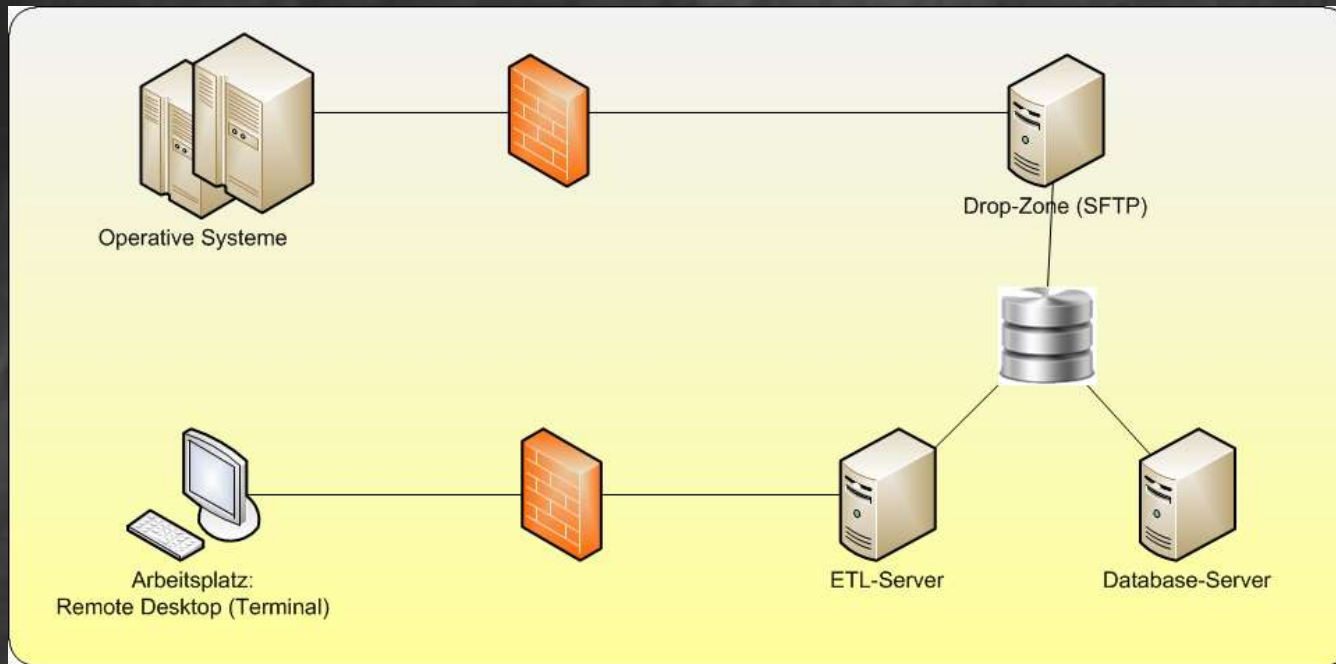 Operative Systeme
Drop-Zone (SFTP)
Arbeitsplatz:
Remote Desktop (Terminal)
ETL-Server
Database-Server